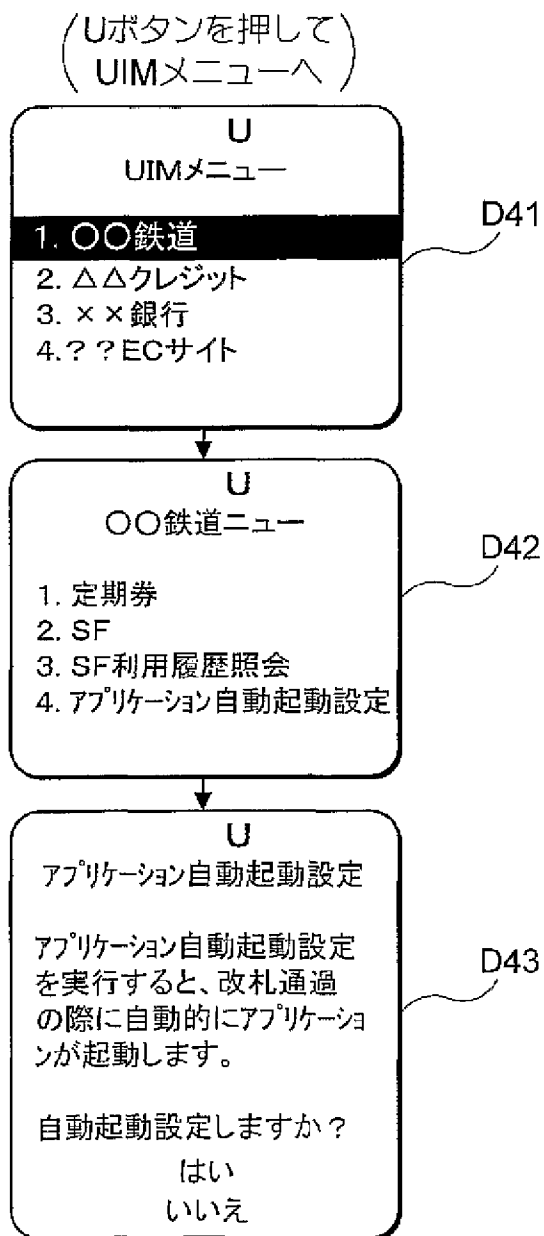 Uボタンを押して
UIMメニューへ
U
UIMメニュー
1. 〇〇鉄道
2. △△クレジット
3. ××銀行
4.？？ECサイト
D41
U
〇〇鉄道ニュー
1. 定期券
2. SF
3. SF利用履歴照会
4. アプリケーション自動起動設定
D42
U
アプリケーション自動起動設定
アプリケーション自動起動設定
を実行すると、改札通過
の際に自動的にアプリケーショ
ンが起動します。
自動起動設定しますか？
はい
いいえ
D43